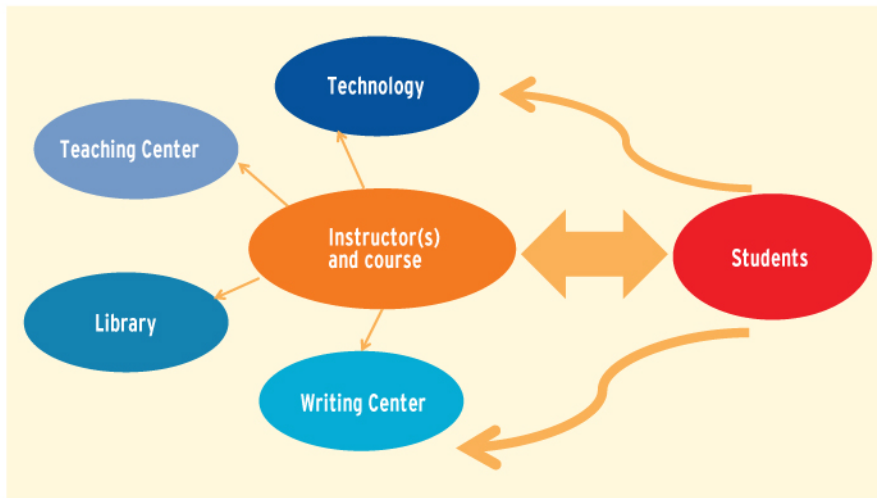 Technology
Teaching Center
Instructor(s)
and course
Students
Library
Writing Center